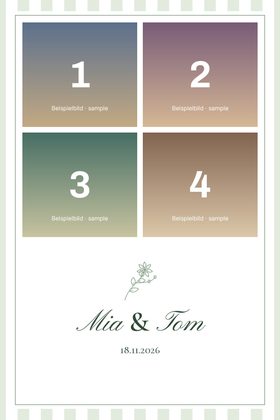 1
Beispielbild - sample
2
Beispielbild - sample
3
Beispielbild - sample
4
Beispielbild - sample
Mia & Tom
18.11.2026